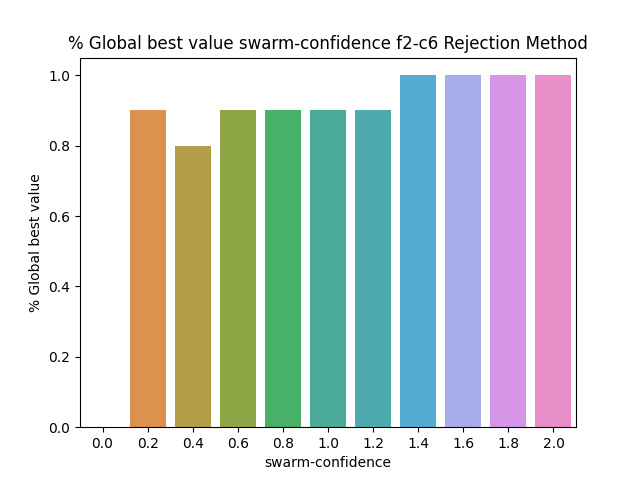 % Global best value swarm-confidence f2-c6 Rejection Method
1.0
0.8
0.6
0.4
0.2
0.0
% Global best value
0.0 0.2 0.4 0.6 0.8 1.0 1.2 1.4 1.6 1.8 2.0
swarm-confidence